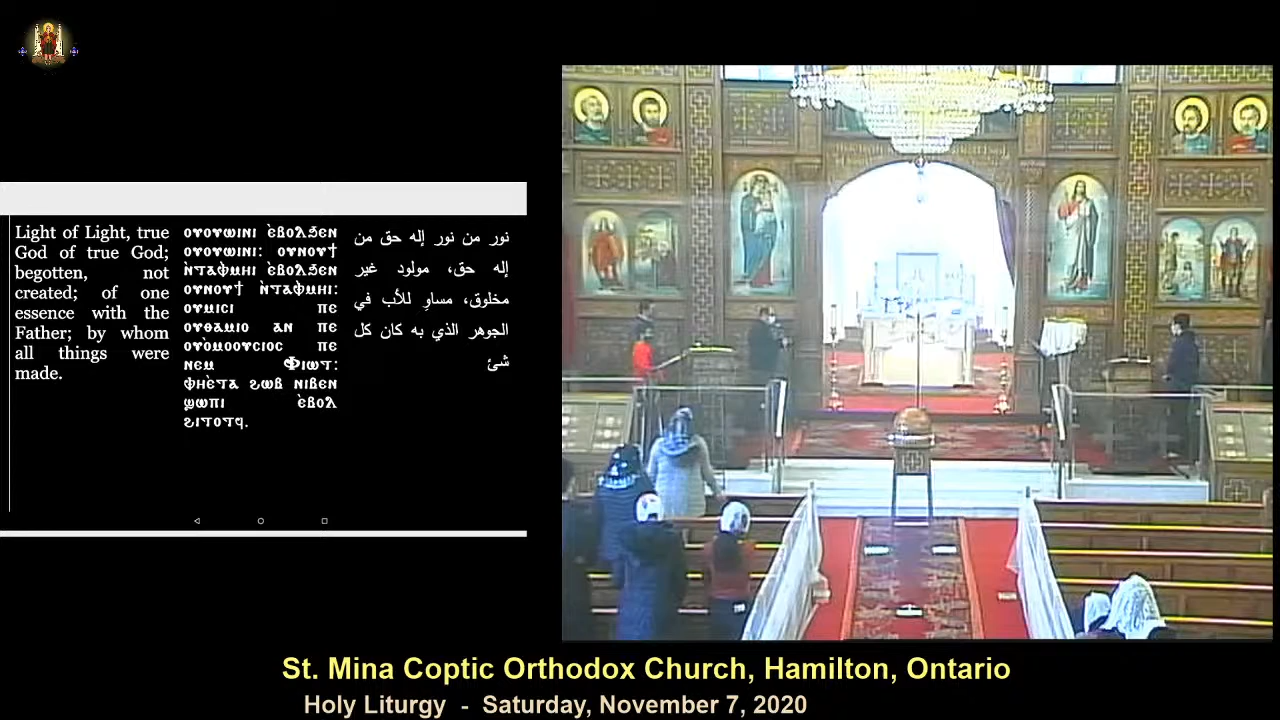 Light of Light, true
God of true God;
begotten, not
created; of one
essence with the
Father; by whom
all things were
made.
ⲟⲩⲟⲩⲱⲓⲛⲓ ⲉ̀ⲃⲟⲗϧⲉⲛ
ⲟⲩⲟⲩⲱⲓⲛⲓ: ⲟⲩⲛⲟⲩϯ
ⲛ̀ⲧⲁⲫⲙⲏⲓ ⲉ̀ⲃⲟⲗϧⲉⲛ
ⲟⲩⲛⲟⲩϯ ⲛ̀ⲧⲁⲫⲙⲏⲓ:
ⲟⲩⲙⲓⲥⲓ ⲡⲉ
ⲟⲩⲑⲁⲙⲓⲟ ⲁⲛ ⲡⲉ
ⲟⲩⲟ̀ⲙⲟⲟⲩⲥⲓⲟⲥ ⲡⲉ
ⲛⲉⲙ Ⲫⲓⲱⲧ:
ⲫⲏⲉ̀ⲧⲁ ϩⲱⲃ ⲛⲓⲃⲉⲛ
ϣⲱⲡⲓ ⲉ̀ⲃⲟⲗ
ϩⲓⲧⲟⲧϥ.
نور من نور إله حق من
إله حق، مولود غير
مخلوق، مساوٍ للأب في
الجوهر الذي به كان كل
شئ
St. Mina Coptic Orthodox Church, Hamilton, Ontario
Holy Liturgy - Saturday, November 7, 2020